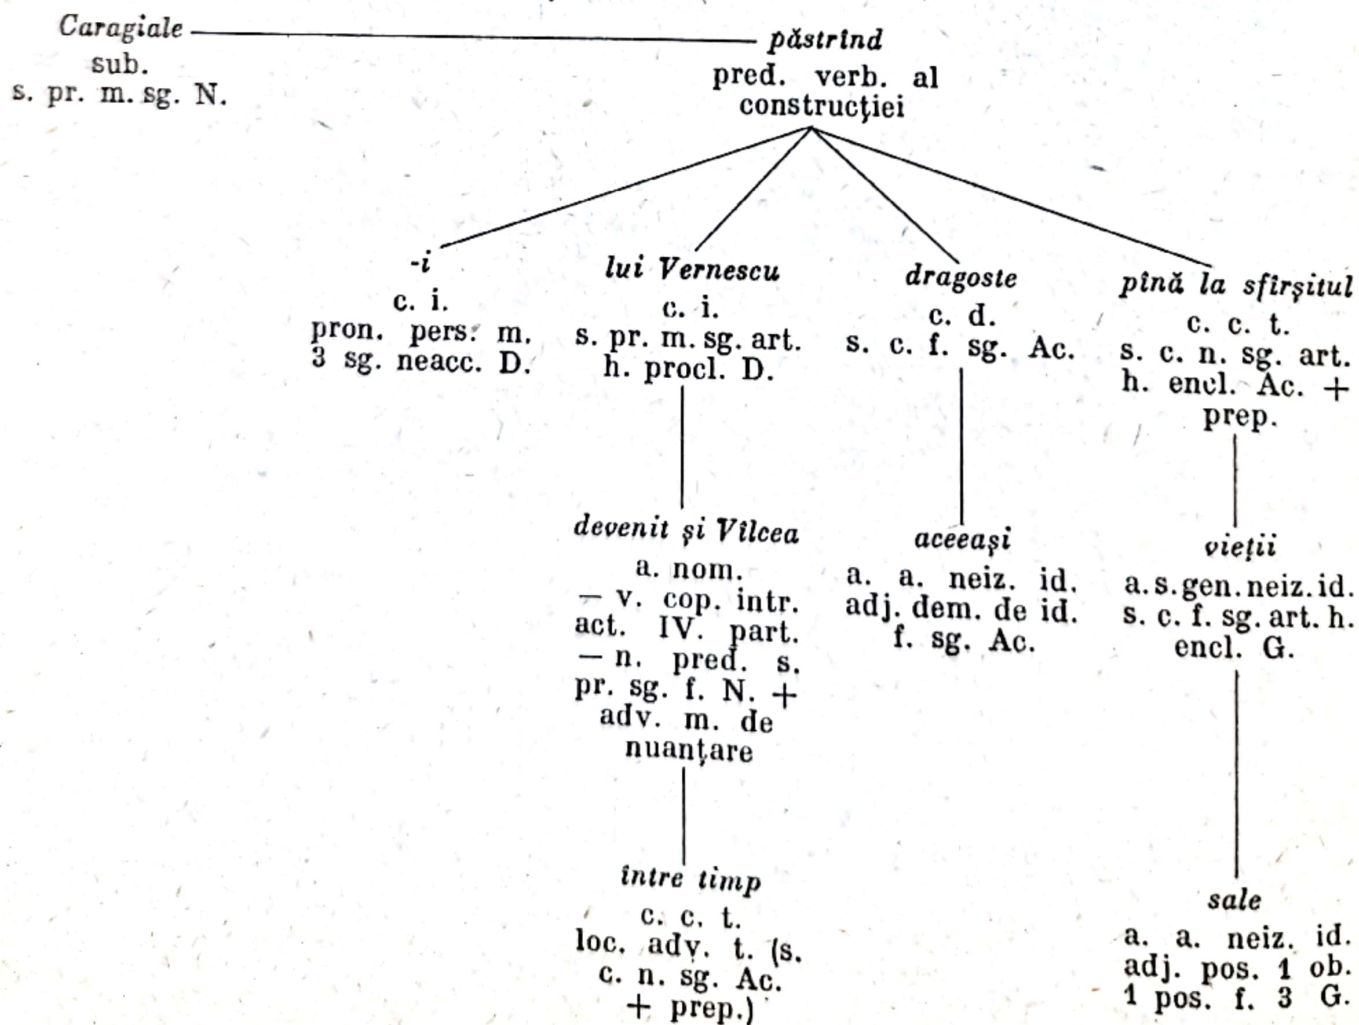 Caragiale
sub.
s. pr. m. sg. N.
păstrînd
pred. verb. al
construcţiei
-i
c. i.
pron. pers. m.
3 sg. neacc. D.
lui Vernescu
c. i.
s. pr. m. sg. art.
h. procl. D.
dragoste
c. d.
s. c. f. sg. Ac.
pînă la sfîrşitul
c. c. t.
s. c. n. sg. art.
h. encl. Ac. +
prep.
devenit şi Vîlcea
a. nom.
— v. cop. intr.
act. IV. part.
— n. pred. s.
pr. sg. f. N. +
adv. m. de
nuanţare
aceeaşi
a. a. neiz. id.
adj. dem. de id.
f. sg. Ac.
vieţii
a. s. gen. neiz. id.
s. c. f. sg. art. h.
encl. G.
între timp
c. c. t.
loc. adv. t. (s.
c. n. sg. Ac.
+ prep.)
sale
a. a. neiz. id.
adj. pos. 1 ob.
1 pos. f. 3 G.